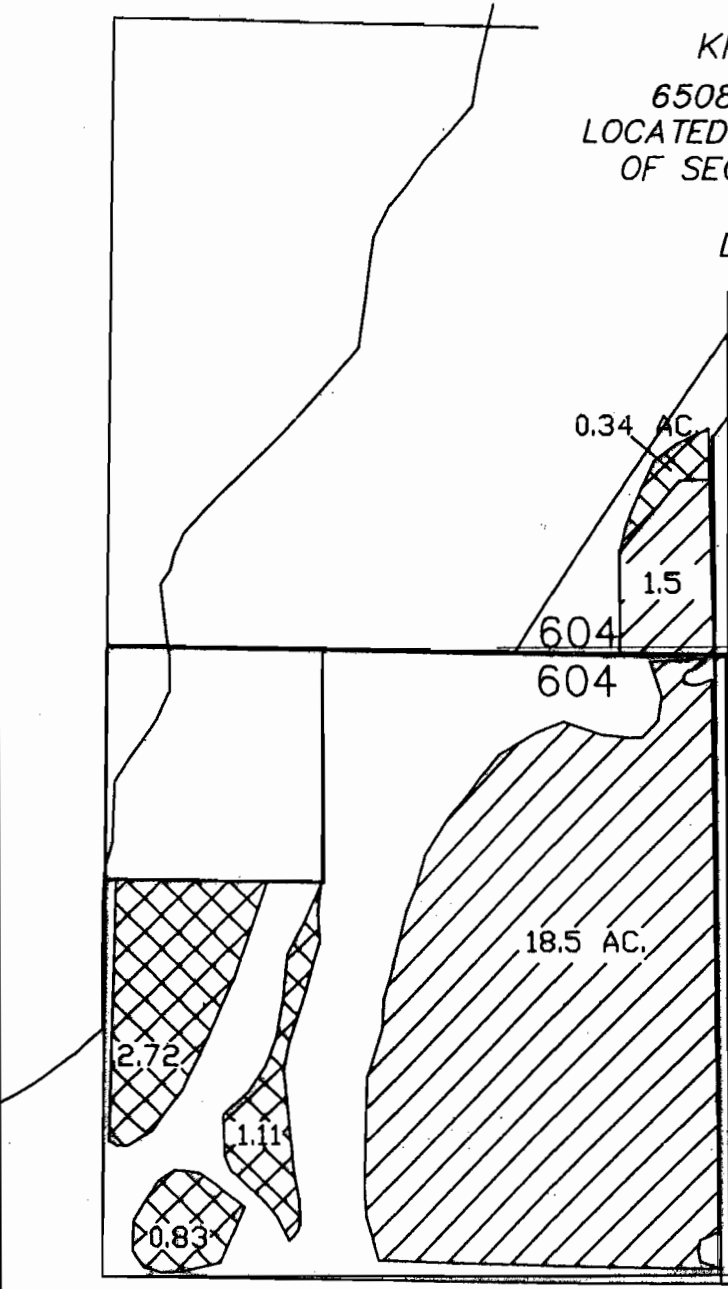 KI
6508
LOCATED
OF SEC
L
0.34 AC.
1.5
604
604
18.5 AC.
2.72
1.11
0.83